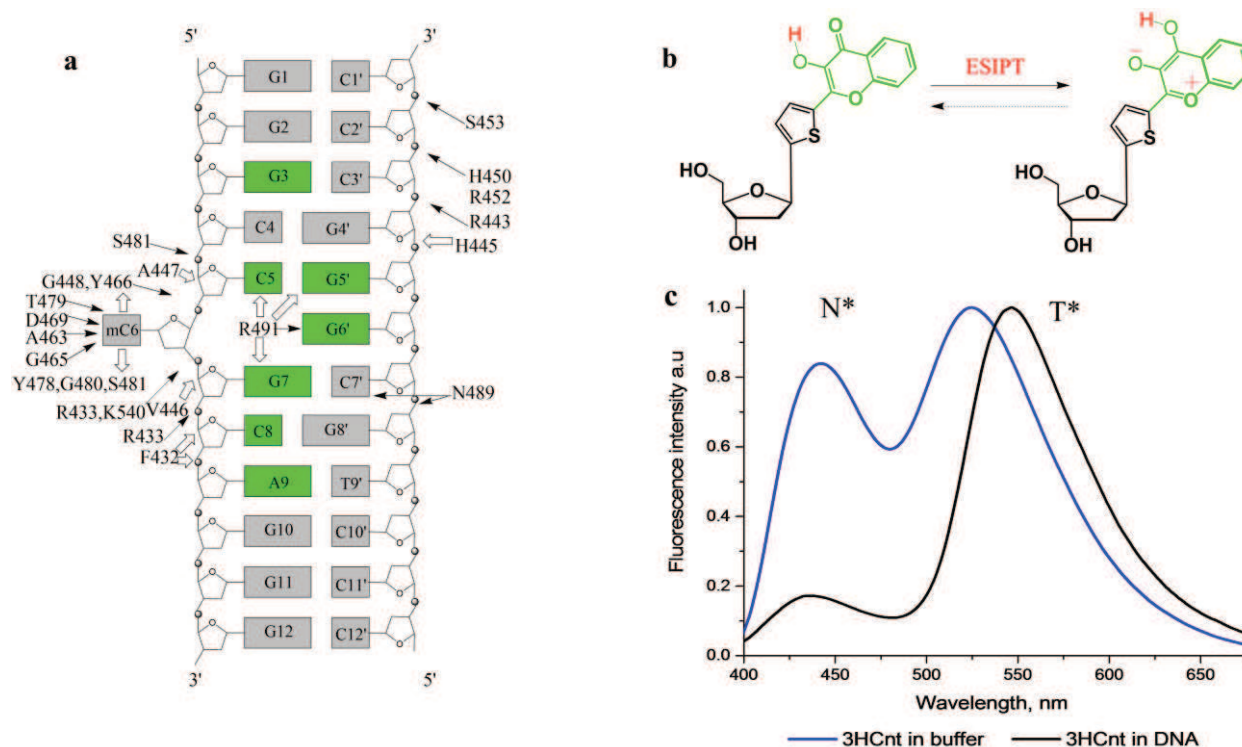 a
5'
3'
G1
C1'
G2
C2'
S453
G3
C3'
H450
R452
C4
G4'
R443
H445
S481
A447
G448,Y466
C5
G5'
T479
D469
A463
G465
mC6
R491
G6'
Y478,G480,S481
G7
C7'
N489
R433,K540
V446
R433
C8
G8'
F432
A9
T9'
G10
C10'
G11
C11'
G12
C12'
3'
5'
b
H
O
O
O
S
HO
O
OH
ESIPT
H
O
O
−
+
O
S
HO
O
OH
c
N*
T*
Fluorescence intensity a.u
1.0
0.8
0.6
0.4
0.2
0.0
400
450
500
550
600
650
Wavelength, nm
3HCnt in buffer
3HCnt in DNA